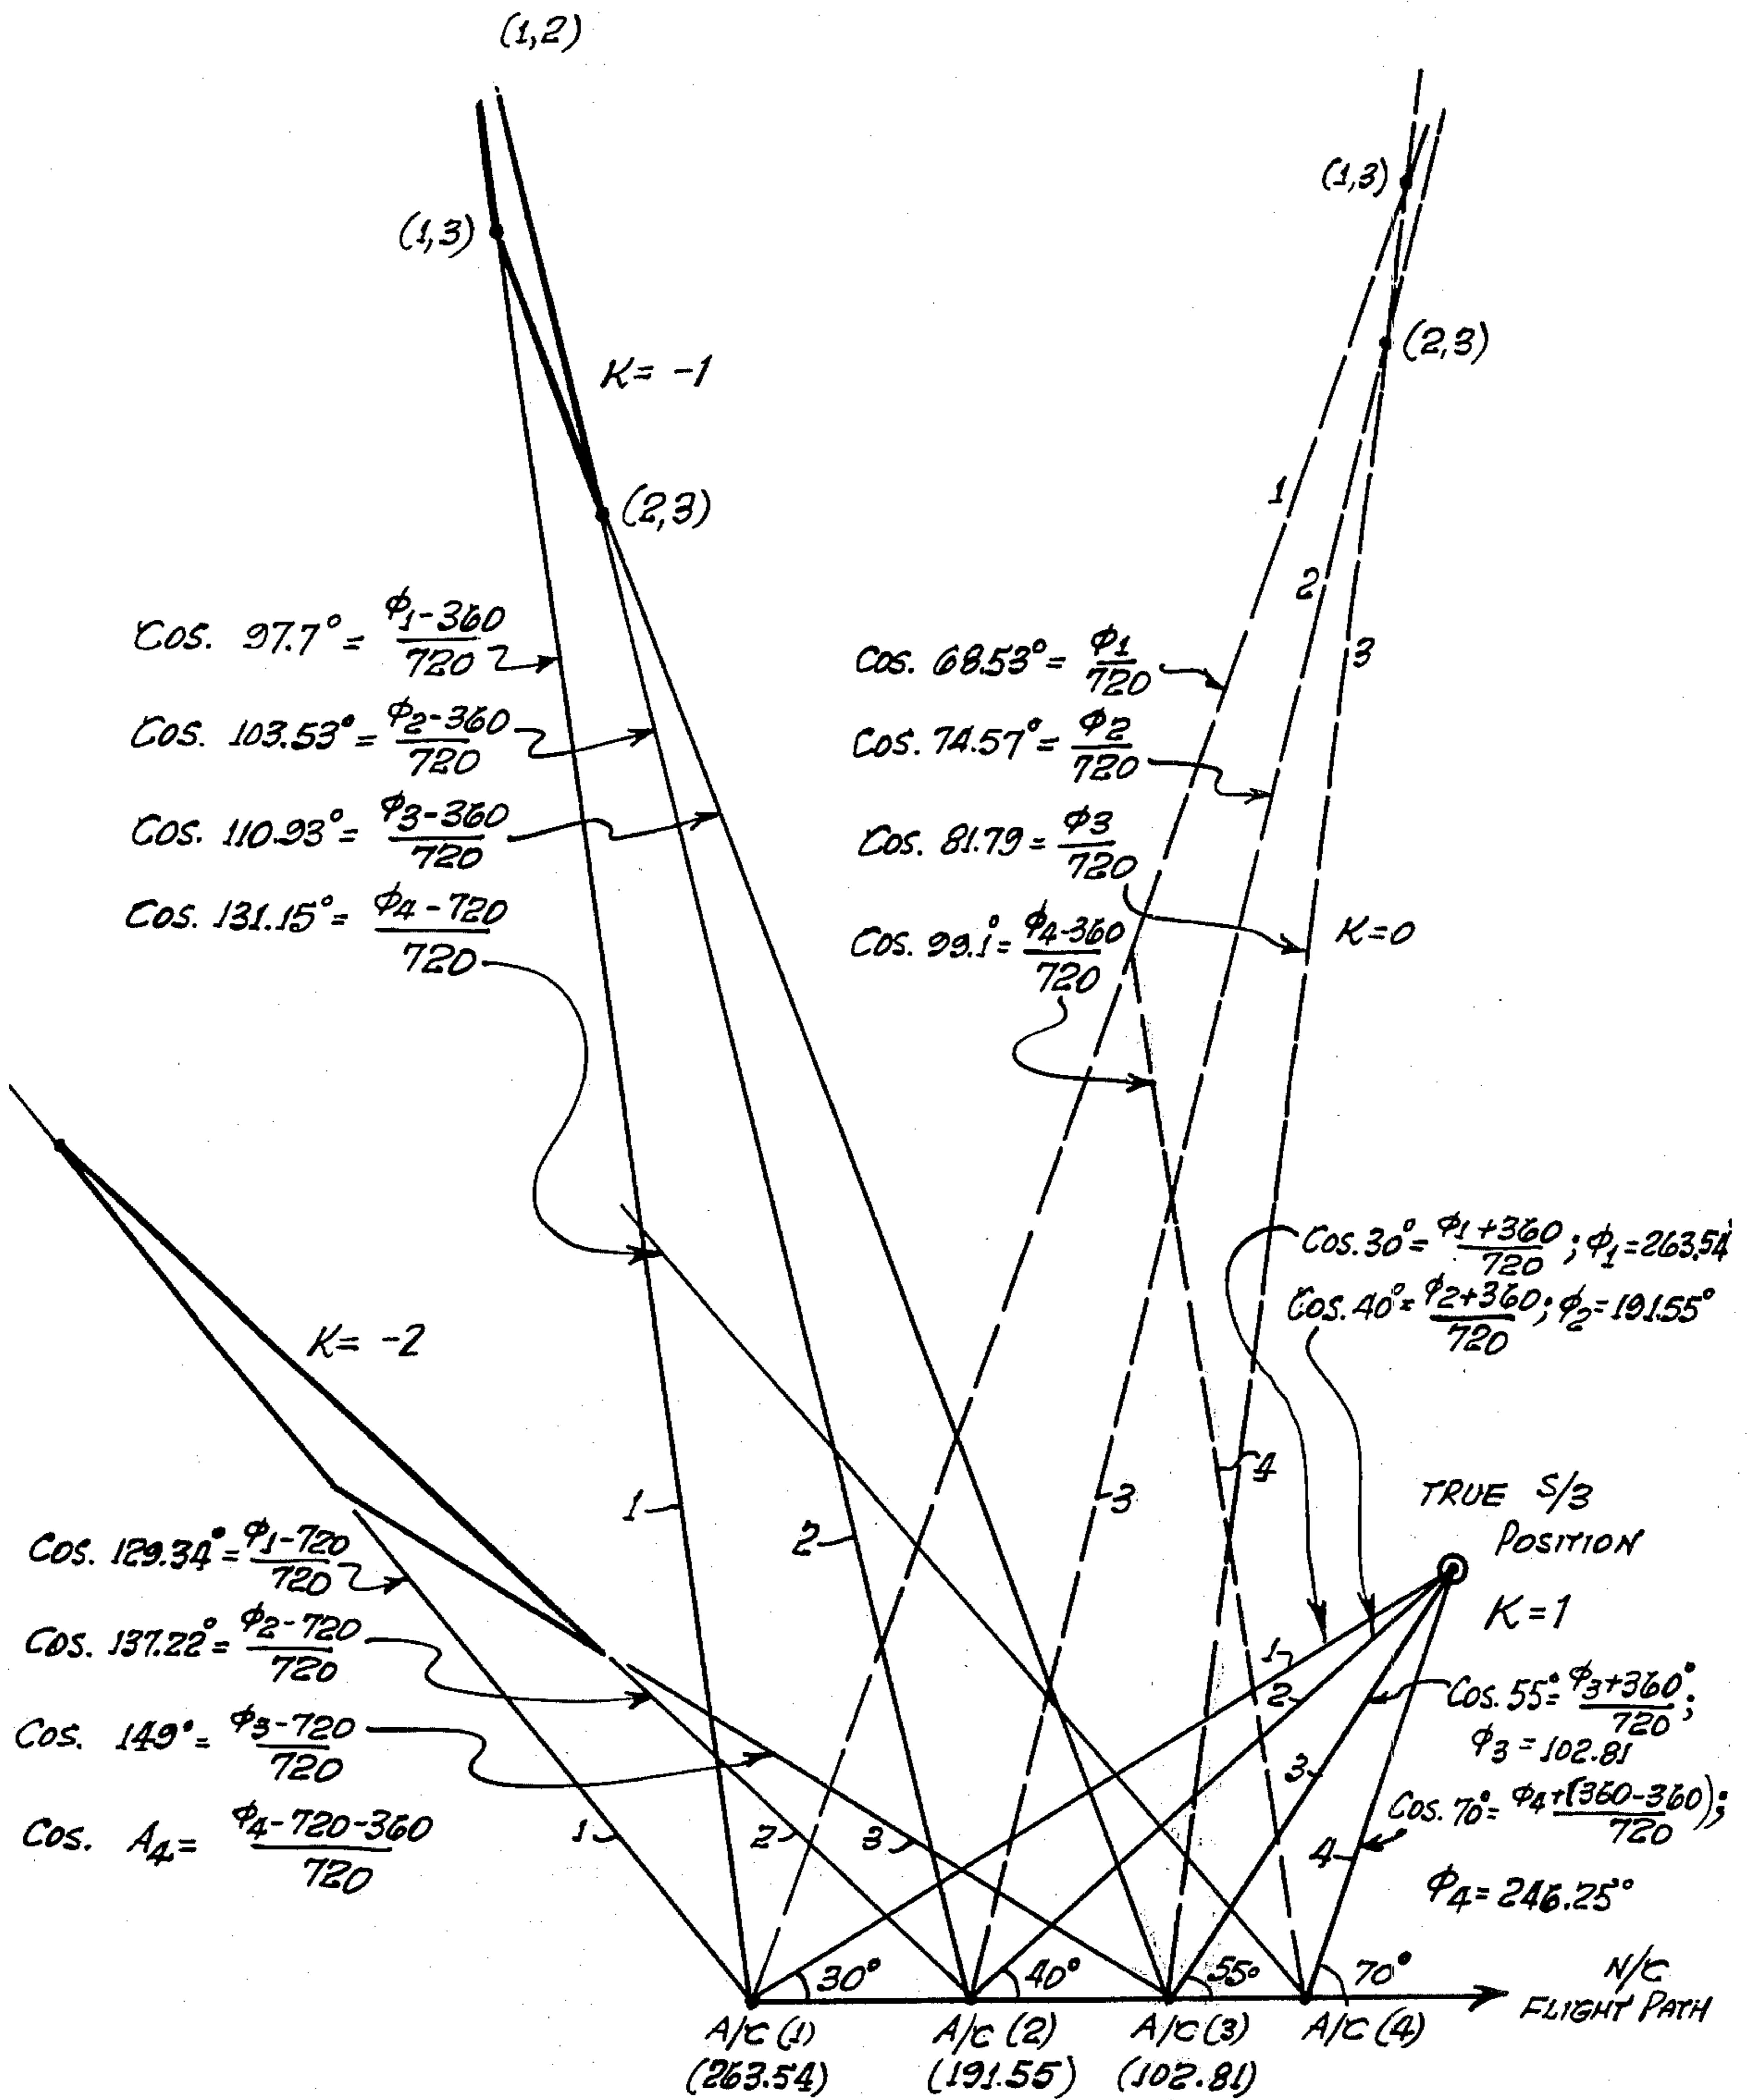 (1,2)
(1,3)
(1,3)
(2,3)
K= -1
(2,3)
1
2
3
Cos. 97.7° = Φ1-360 / 720
Cos. 103.53° = Φ2-360 / 720
Cos. 110.93° = Φ3-360 / 720
Cos. 131.15° = Φ4-720 / 720
Cos. 68.53° = Φ1 / 720
Cos. 74.57° = Φ2 / 720
Cos. 81.79 = Φ3 / 720
Cos. 99.1° = Φ4-360 / 720
K=0
Cos. 30° = Φ1+360 / 720 ; Φ1=263.54
Cos. 40° = Φ2+360 / 720 ; Φ2=191.55°
K= -2
1
2
3
4
TRUE S/3
POSITION
K=1
Cos. 129.34° = Φ1-720 / 720
Cos. 137.22° = Φ2-720 / 720
Cos. 149° = Φ3-720 / 720
Cos. A4 = Φ4-720-360 / 720
1
2
3
1
2
3
4
Cos. 55° = Φ3+360° / 720 ;
Φ3 = 102.81
Cos. 70° = Φ4+(360-360) / 720 ;
Φ4= 246.25°
30°
40°
55°
70°
N/C
FLIGHT PATH
A/C (1)
(263.54)
A/C (2)
(191.55)
A/C (3)
(102.81)
A/C (4)